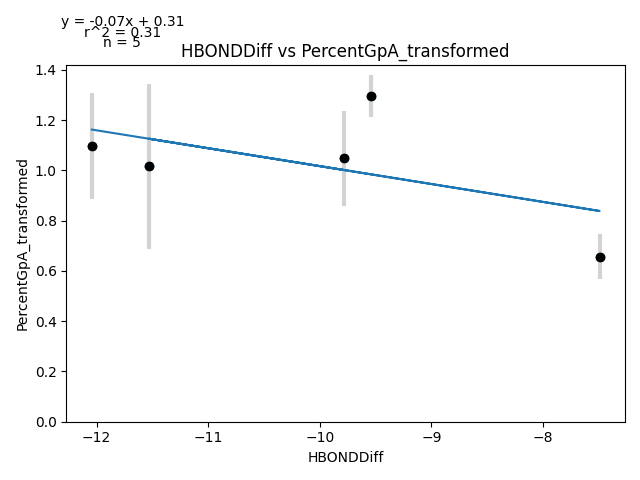 y = -0.07x + 0.31
r^2 = 0.31
n = 5
HBONDDiff vs PercentGpA_transformed
PercentGpA_transformed
1.4
1.2
1.0
0.8
0.6
0.4
0.2
0.0
−12
−11
−10
−9
−8
HBONDDiff